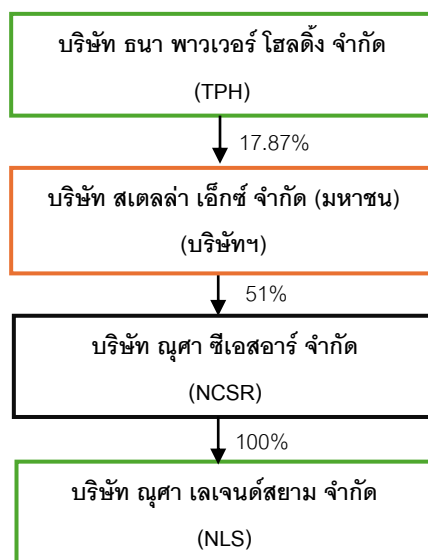 บริษัท ธนา พาวเวอร์ โฮลดิ้ง จำกัด
(TPH)
17.87%
บริษัท สเตลล่า เอ็กซ์ จำกัด (มหาชน)
(บริษัทฯ)
51%
บริษัท ณุศา ซีเอสอาร์ จำกัด
(NCSR)
100%
บริษัท ณุศา เลเจนด์สยาม จำกัด
(NLS)